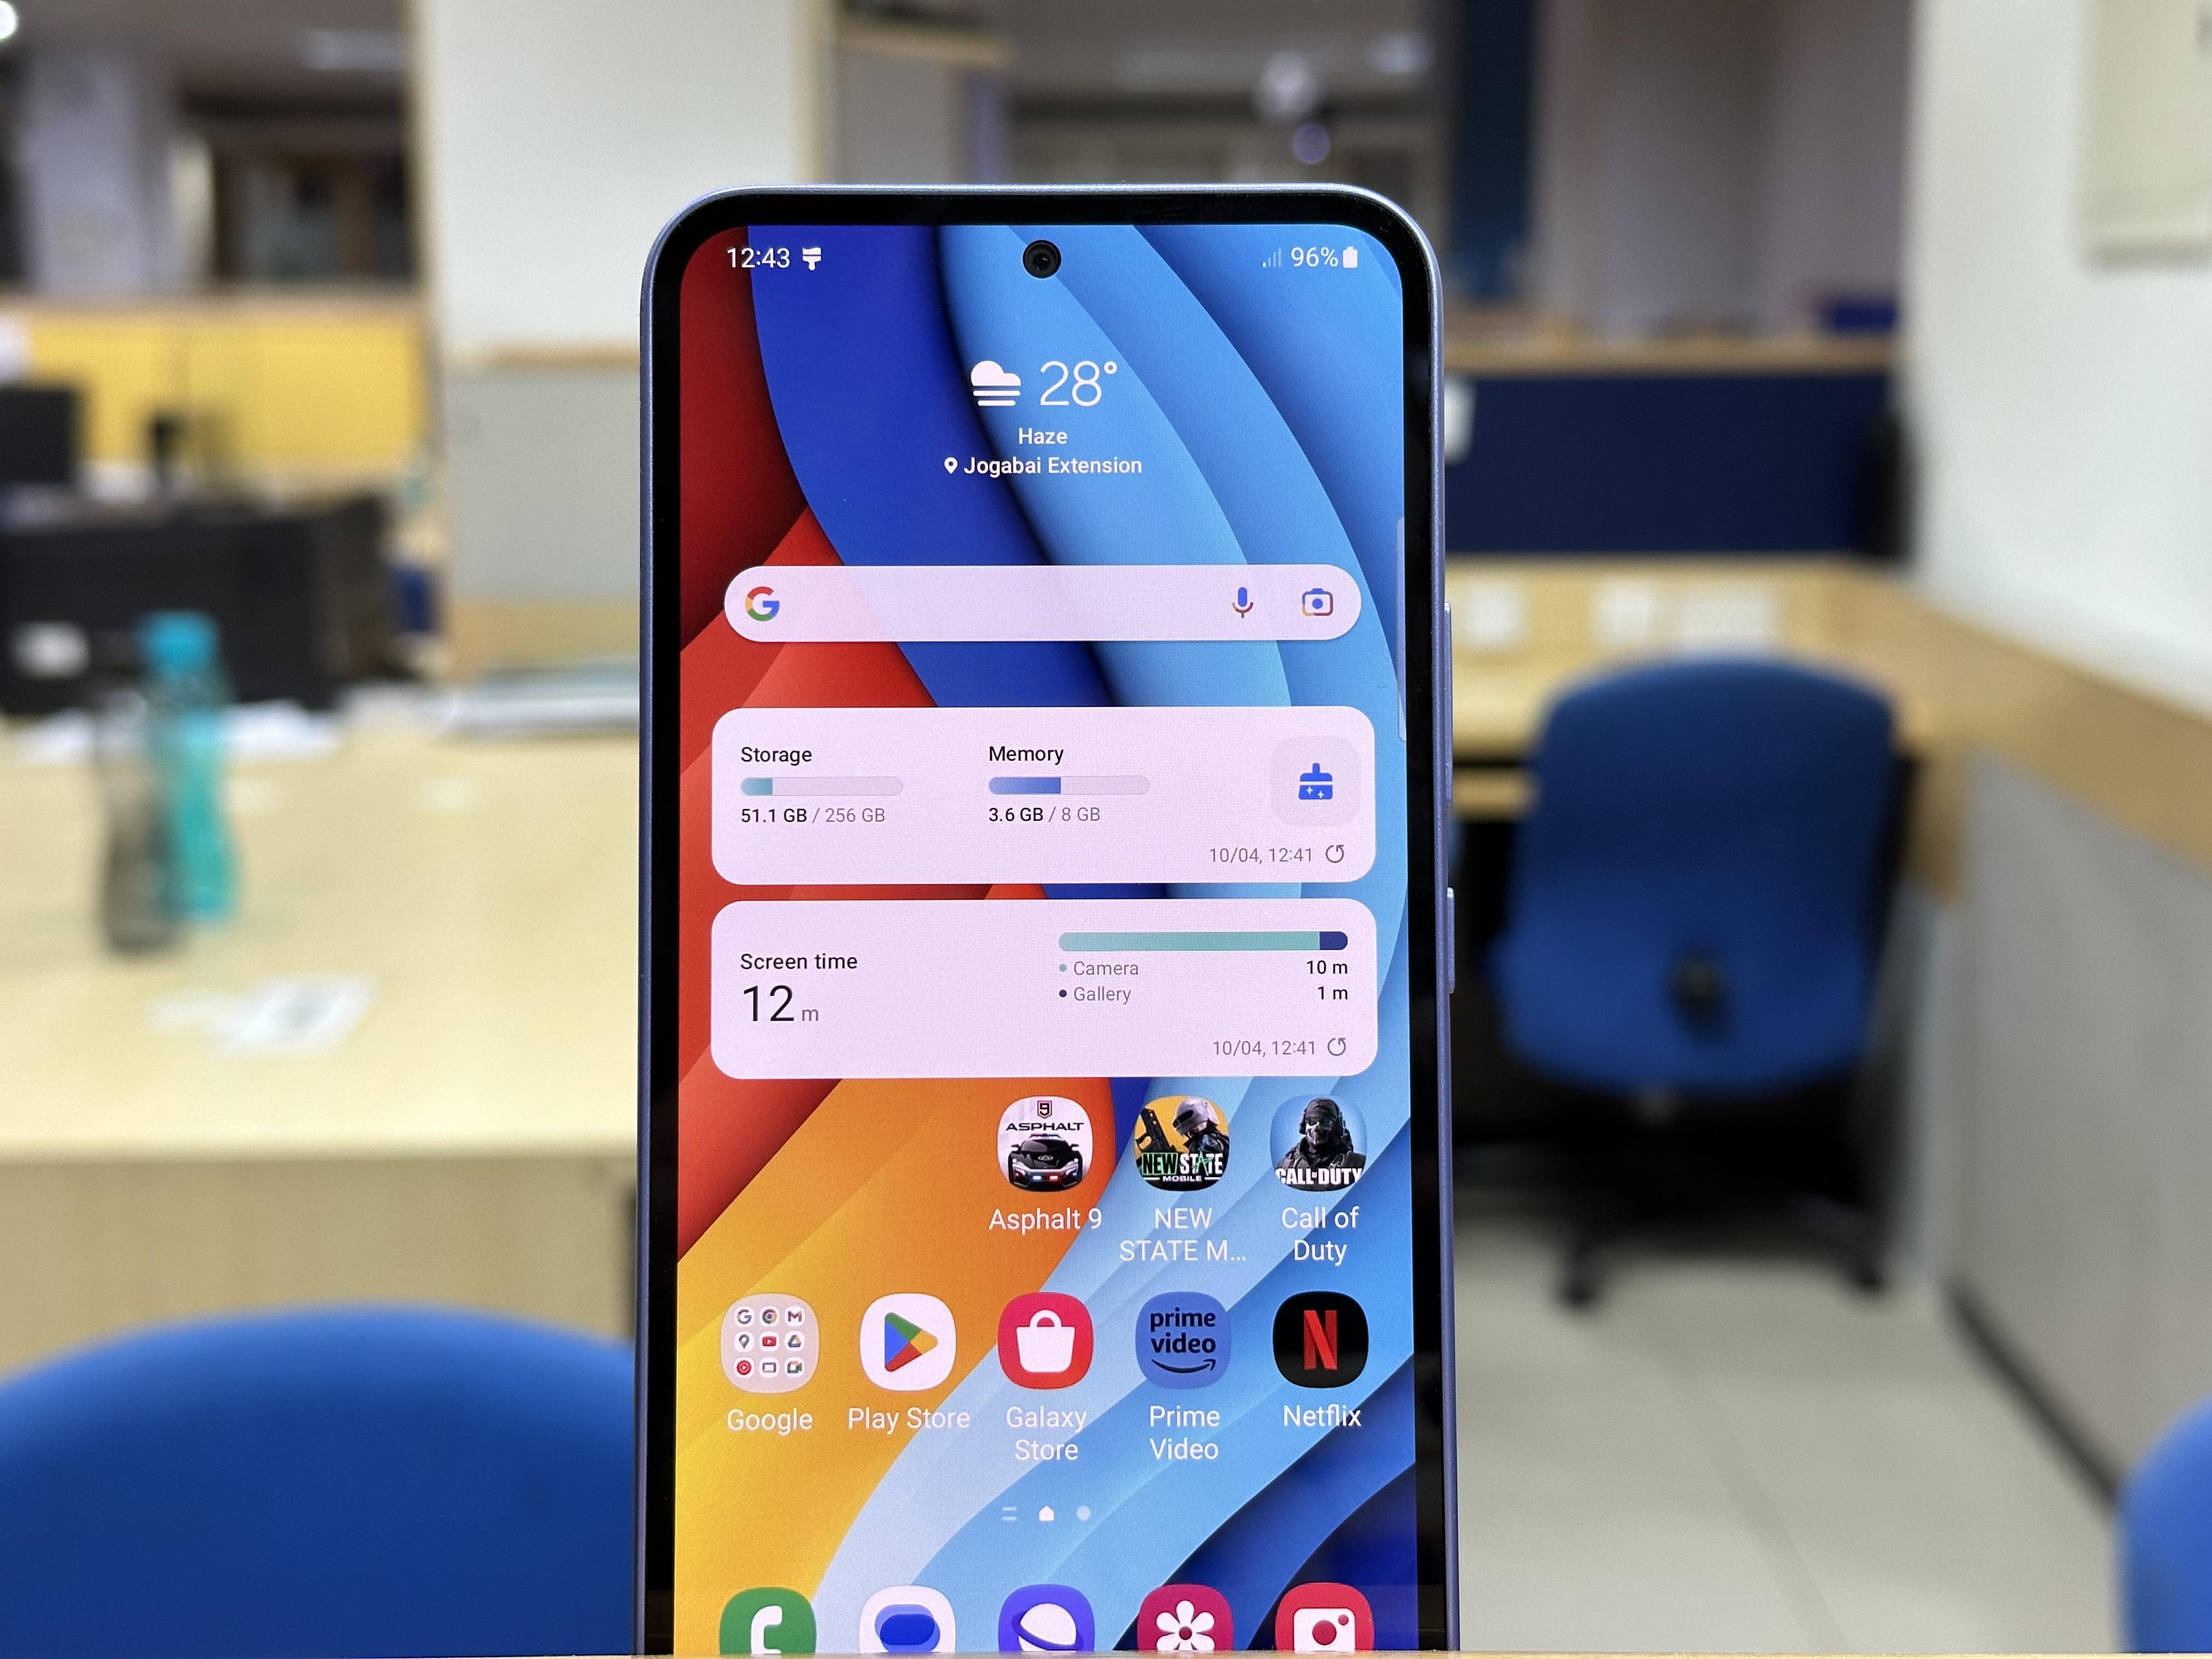 12:43
96%
28°
Haze
Jogabai Extension
Storage
Memory
51.1 GB / 256 GB
3.6 GB / 8 GB
10/04, 12:41
Screen time
12 m
Camera 10 m
Gallery 1 m
10/04, 12:41
9
ASPHALT
NEW STATE
MOBILE
CALL OF DUTY
Asphalt 9
NEW
STATE M...
Call of
Duty
prime
video
N
Google
Play Store
Galaxy
Store
Prime
Video
Netflix